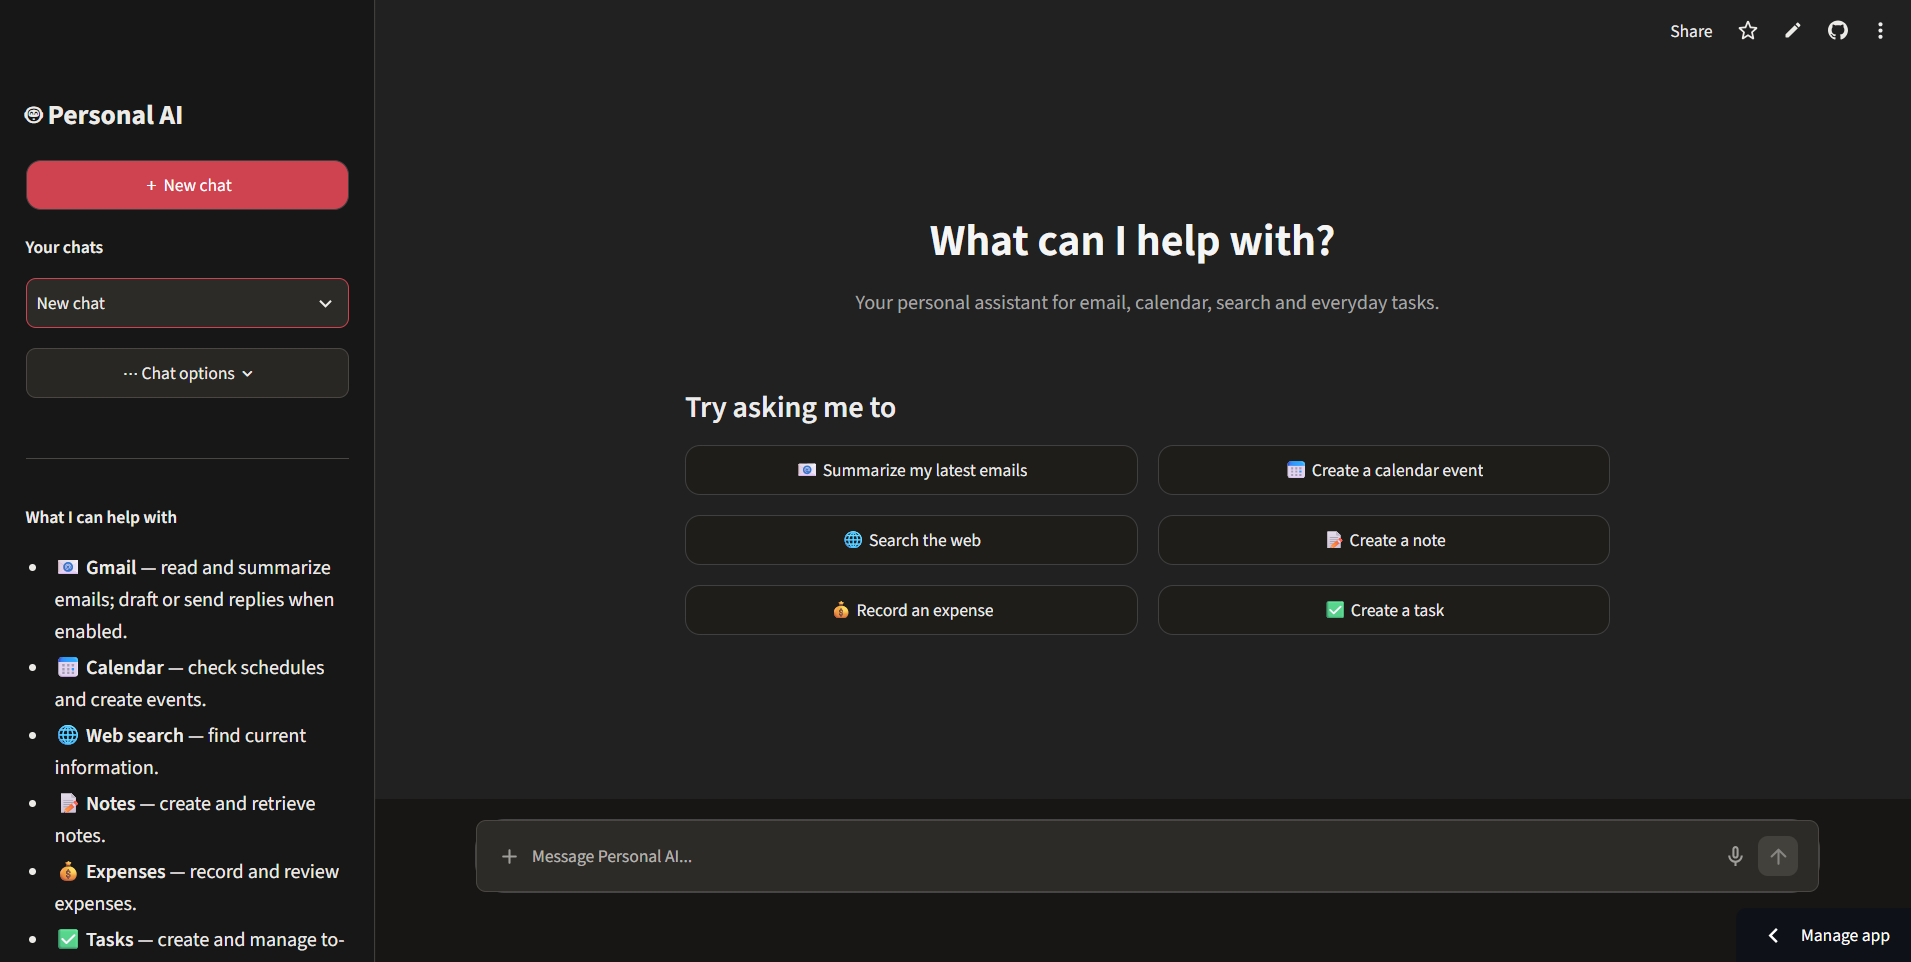 Share
Personal AI
+ New chat
Your chats
New chat
··· Chat options
What I can help with
📧 Gmail — read and summarize
emails; draft or send replies when
enabled.
📅 Calendar — check schedules
and create events.
🌐 Web search — find current
information.
📝 Notes — create and retrieve
notes.
💰 Expenses — record and review
expenses.
✅ Tasks — create and manage to-
What can I help with?
Your personal assistant for email, calendar, search and everyday tasks.
Try asking me to
📧 Summarize my latest emails
📅 Create a calendar event
🌐 Search the web
📝 Create a note
💰 Record an expense
✅ Create a task
Message Personal AI...
Manage app